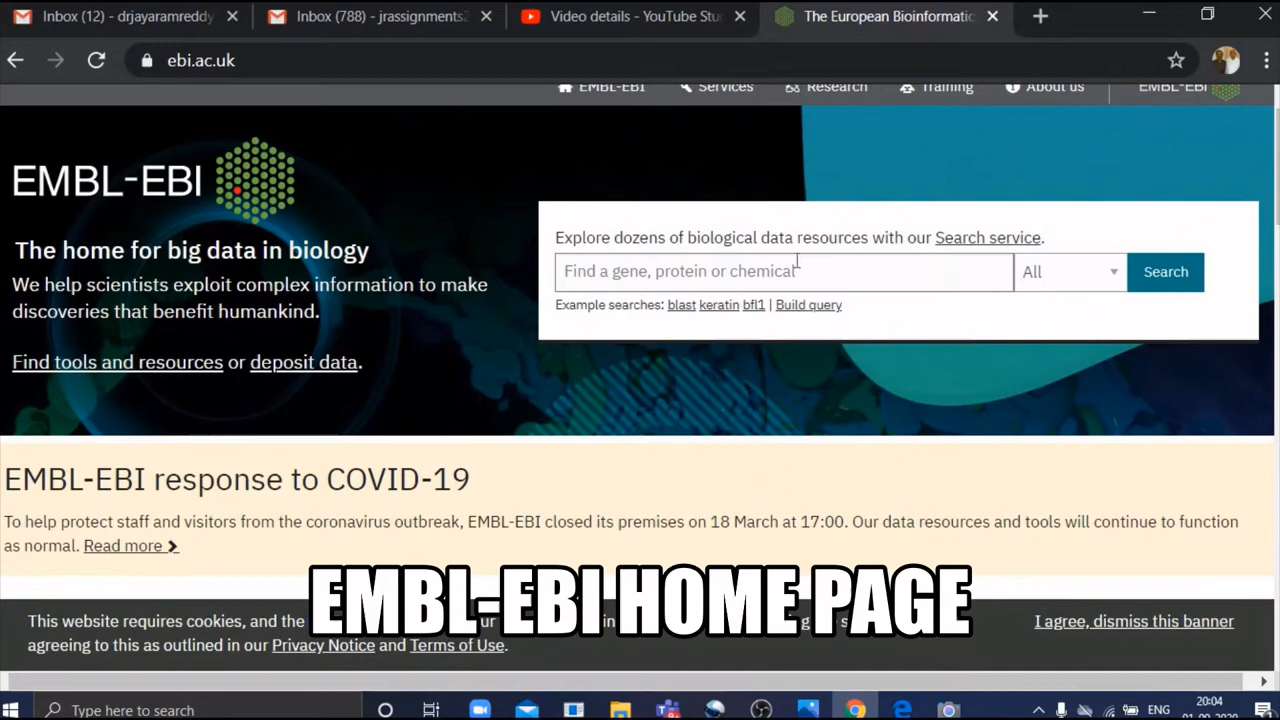 Inbox (12) - drjayaramreddy
Inbox (788) - jrassignments2
Video details - YouTube Stu
The European Bioinformatic
ebi.ac.uk
EMBL-EBI
Services
Research
Training
About us
EMBL-EBI
EMBL-EBI
The home for big data in biology
We help scientists exploit complex information to make
discoveries that benefit humankind.
Find tools and resources or deposit data.
Explore dozens of biological data resources with our Search service.
Find a gene, protein or chemical
All
Search
Example searches: blast keratin bfl1 | Build query
EMBL-EBI response to COVID-19
To help protect staff and visitors from the coronavirus outbreak, EMBL-EBI closed its premises on 18 March at 17:00. Our data resources and tools will continue to function
as normal. Read more
EMBL-EBI HOME PAGE
This website requires cookies, and the
I agree, dismiss this banner
agreeing to this as outlined in our Privacy Notice and Terms of Use.
Type here to search
ENG
20:04
01-09-2020